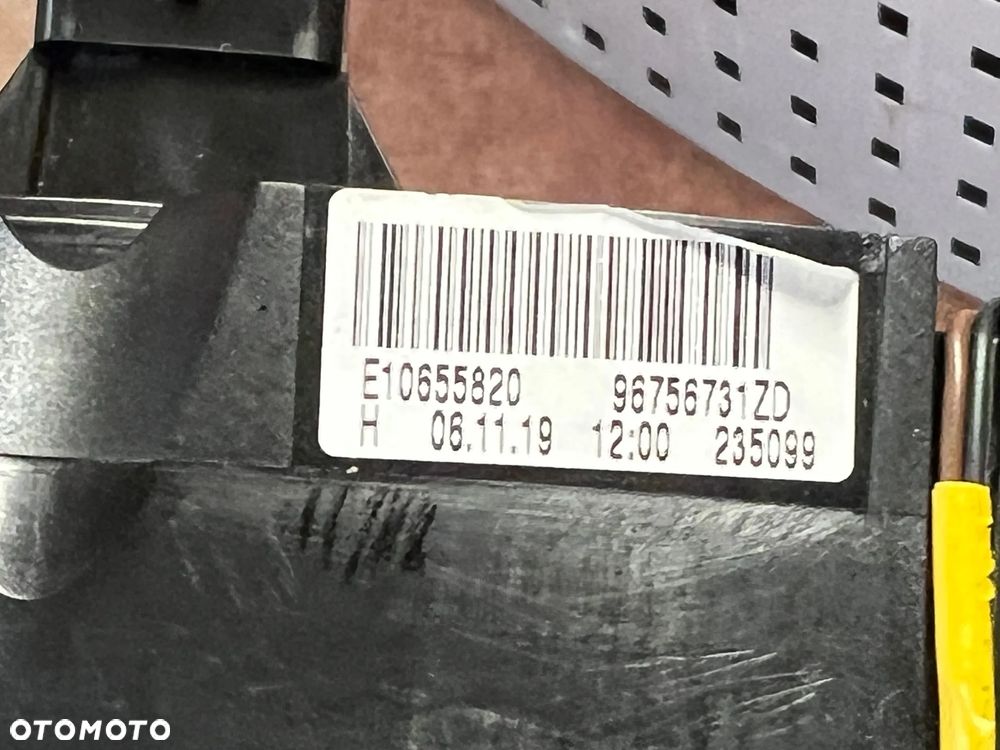 E10655820 96756731ZD
H 06.11.19 12:00 235099
OTOMOTO